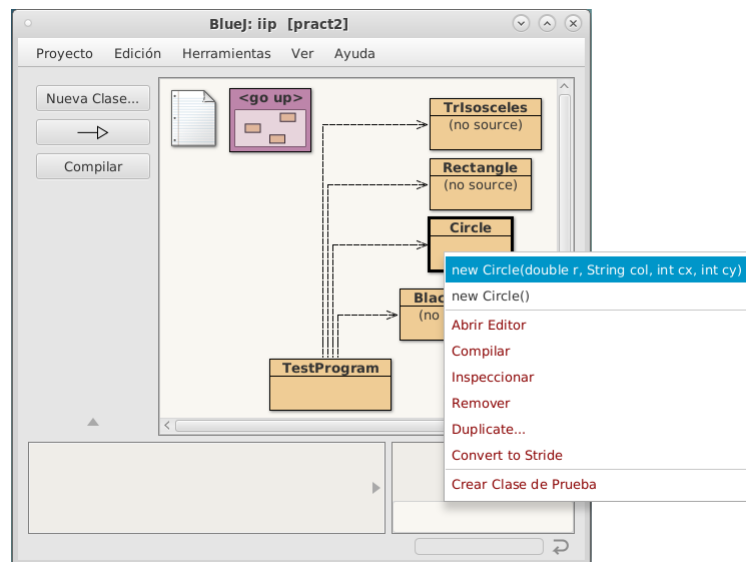 BlueJ: iip [pract2]
Proyecto Edición Herramientas Ver Ayuda
Nueva Clase...
Compilar
<go up>
TrIsosceles
(no source)
Rectangle
(no source)
Circle
Blac
(no
TestProgram
new Circle(double r, String col, int cx, int cy)
new Circle()
Abrir Editor
Compilar
Inspeccionar
Remover
Duplicate...
Convert to Stride
Crear Clase de Prueba